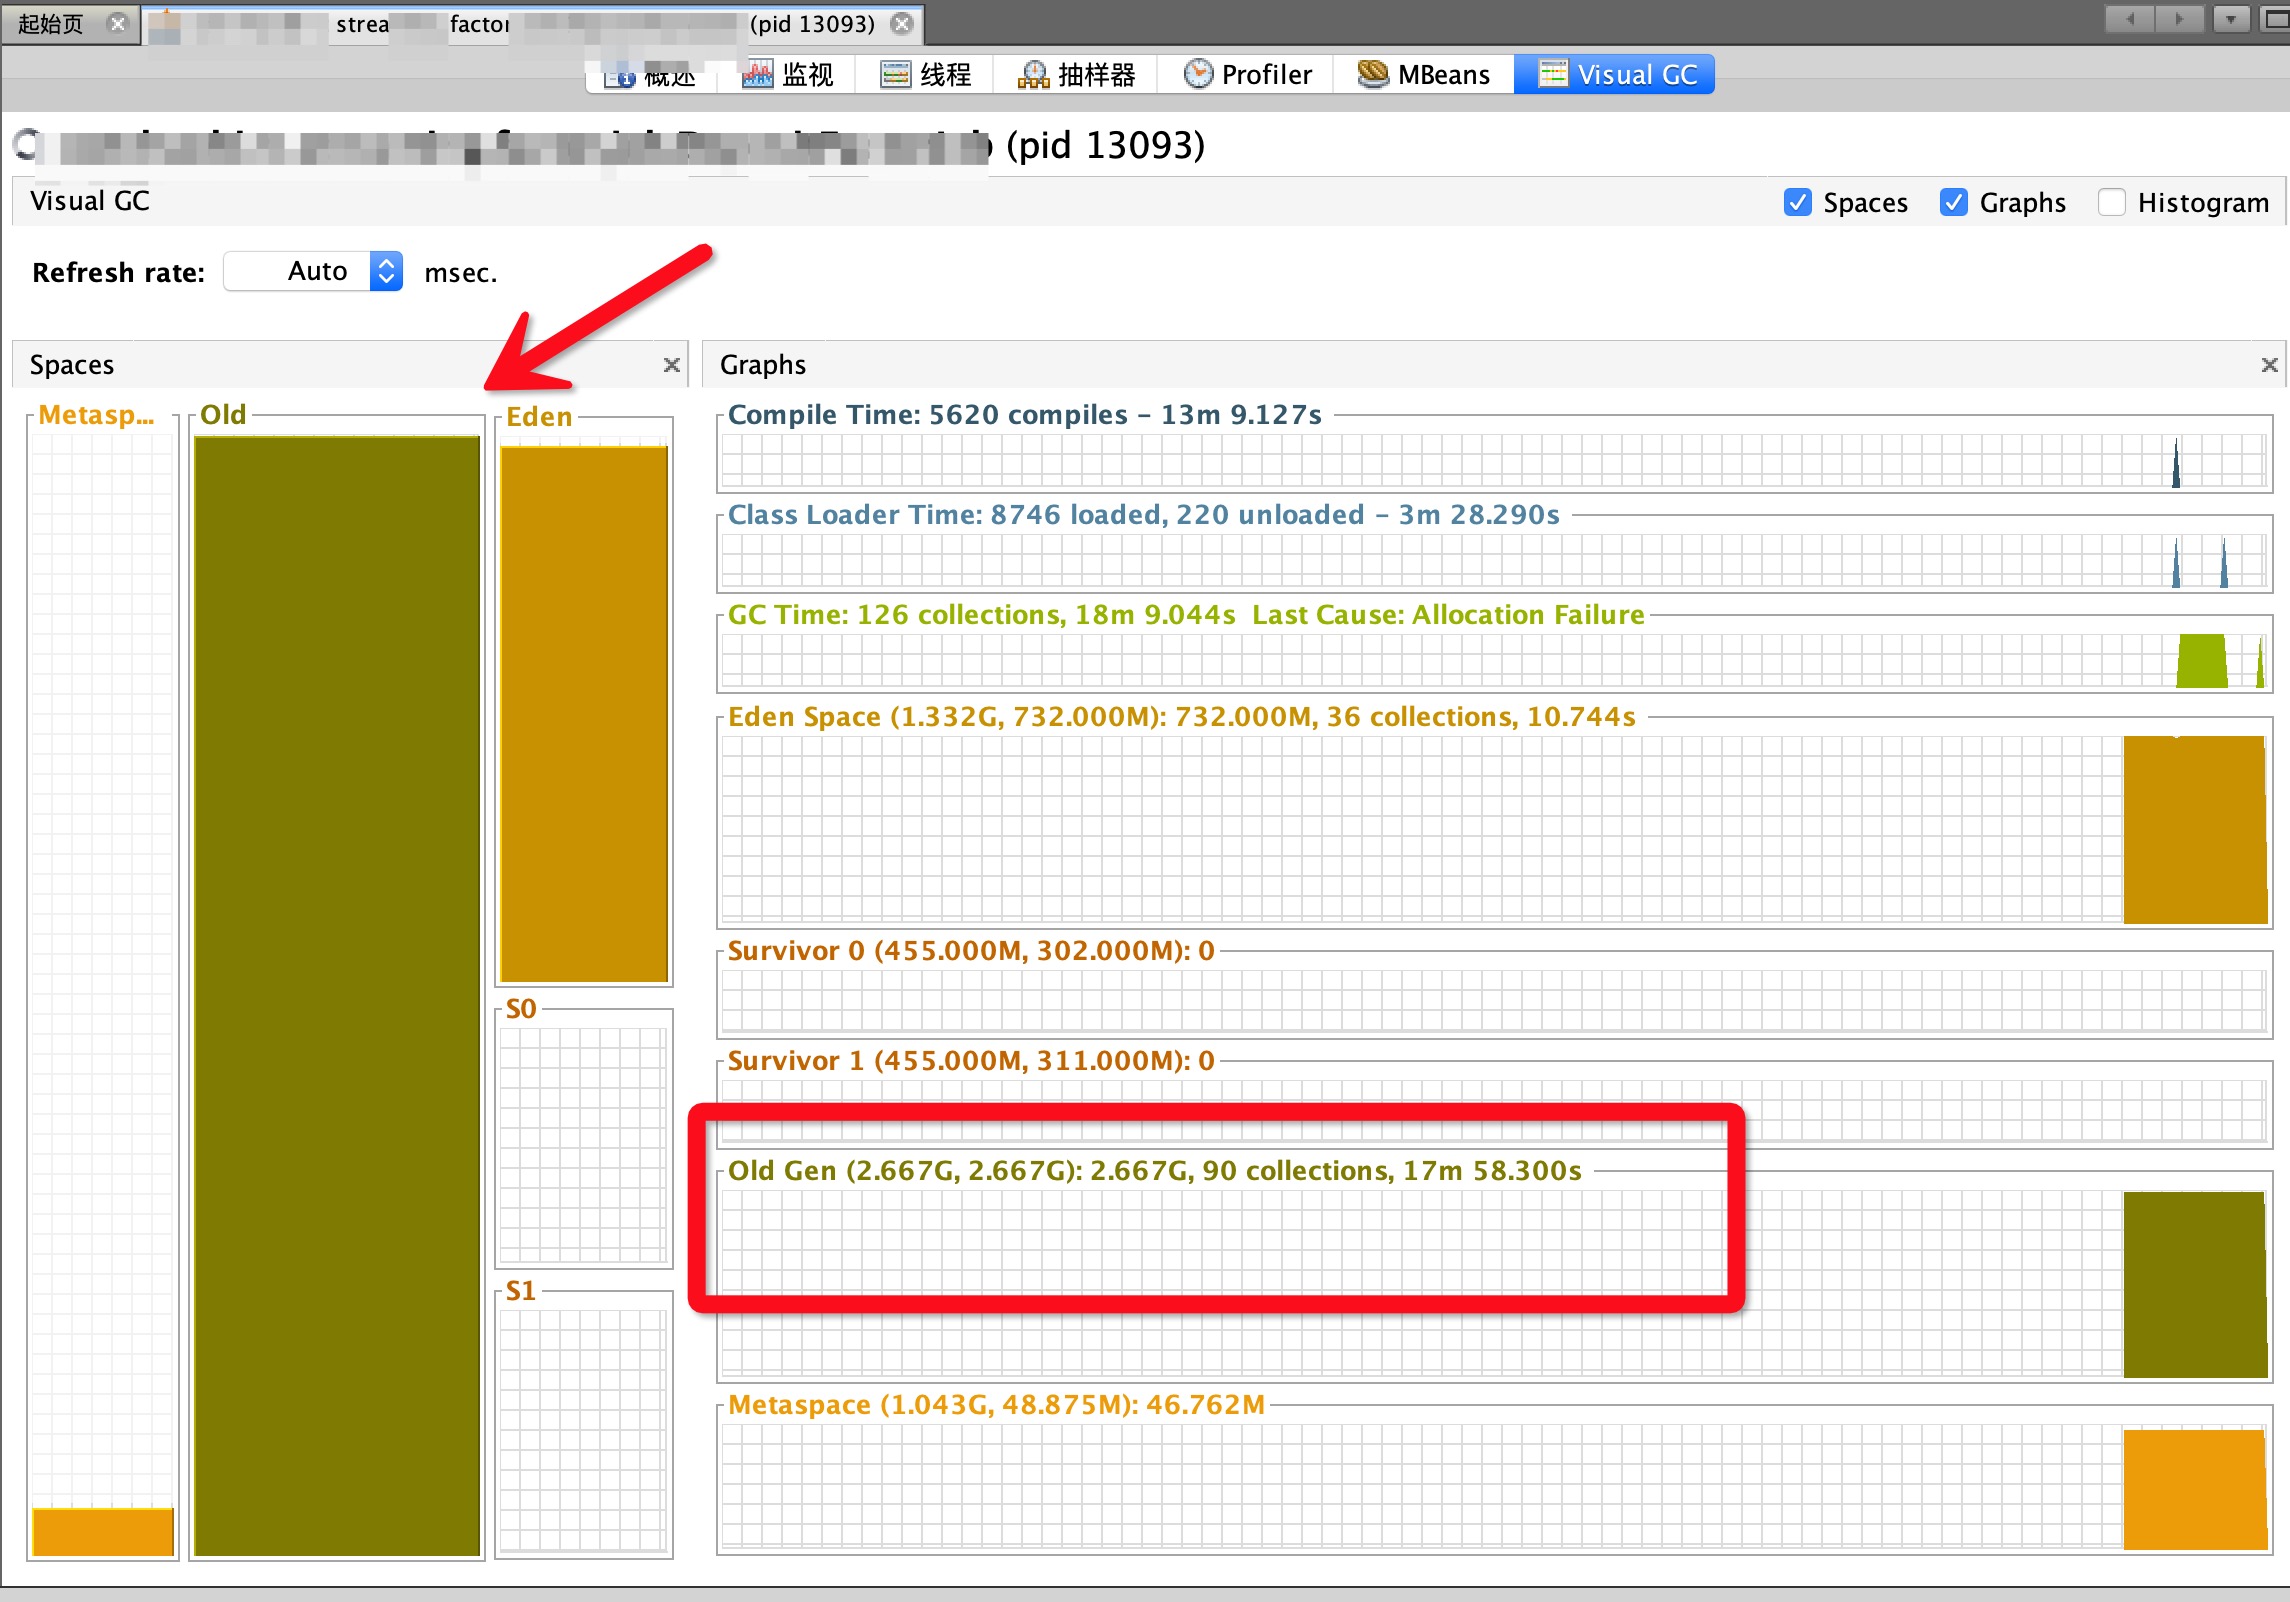 起始页
strea factor (pid 13093)
概述 监视 线程 抽样器 Profiler MBeans Visual GC
(pid 13093)
Visual GC
Spaces Graphs Histogram
Refresh rate: Auto msec.
Spaces
Graphs
Metasp...
Old
Eden
S0
S1
Compile Time: 5620 compiles - 13m 9.127s
Class Loader Time: 8746 loaded, 220 unloaded - 3m 28.290s
GC Time: 126 collections, 18m 9.044s Last Cause: Allocation Failure
Eden Space (1.332G, 732.000M): 732.000M, 36 collections, 10.744s
Survivor 0 (455.000M, 302.000M): 0
Survivor 1 (455.000M, 311.000M): 0
Old Gen (2.667G, 2.667G): 2.667G, 90 collections, 17m 58.300s
Metaspace (1.043G, 48.875M): 46.762M